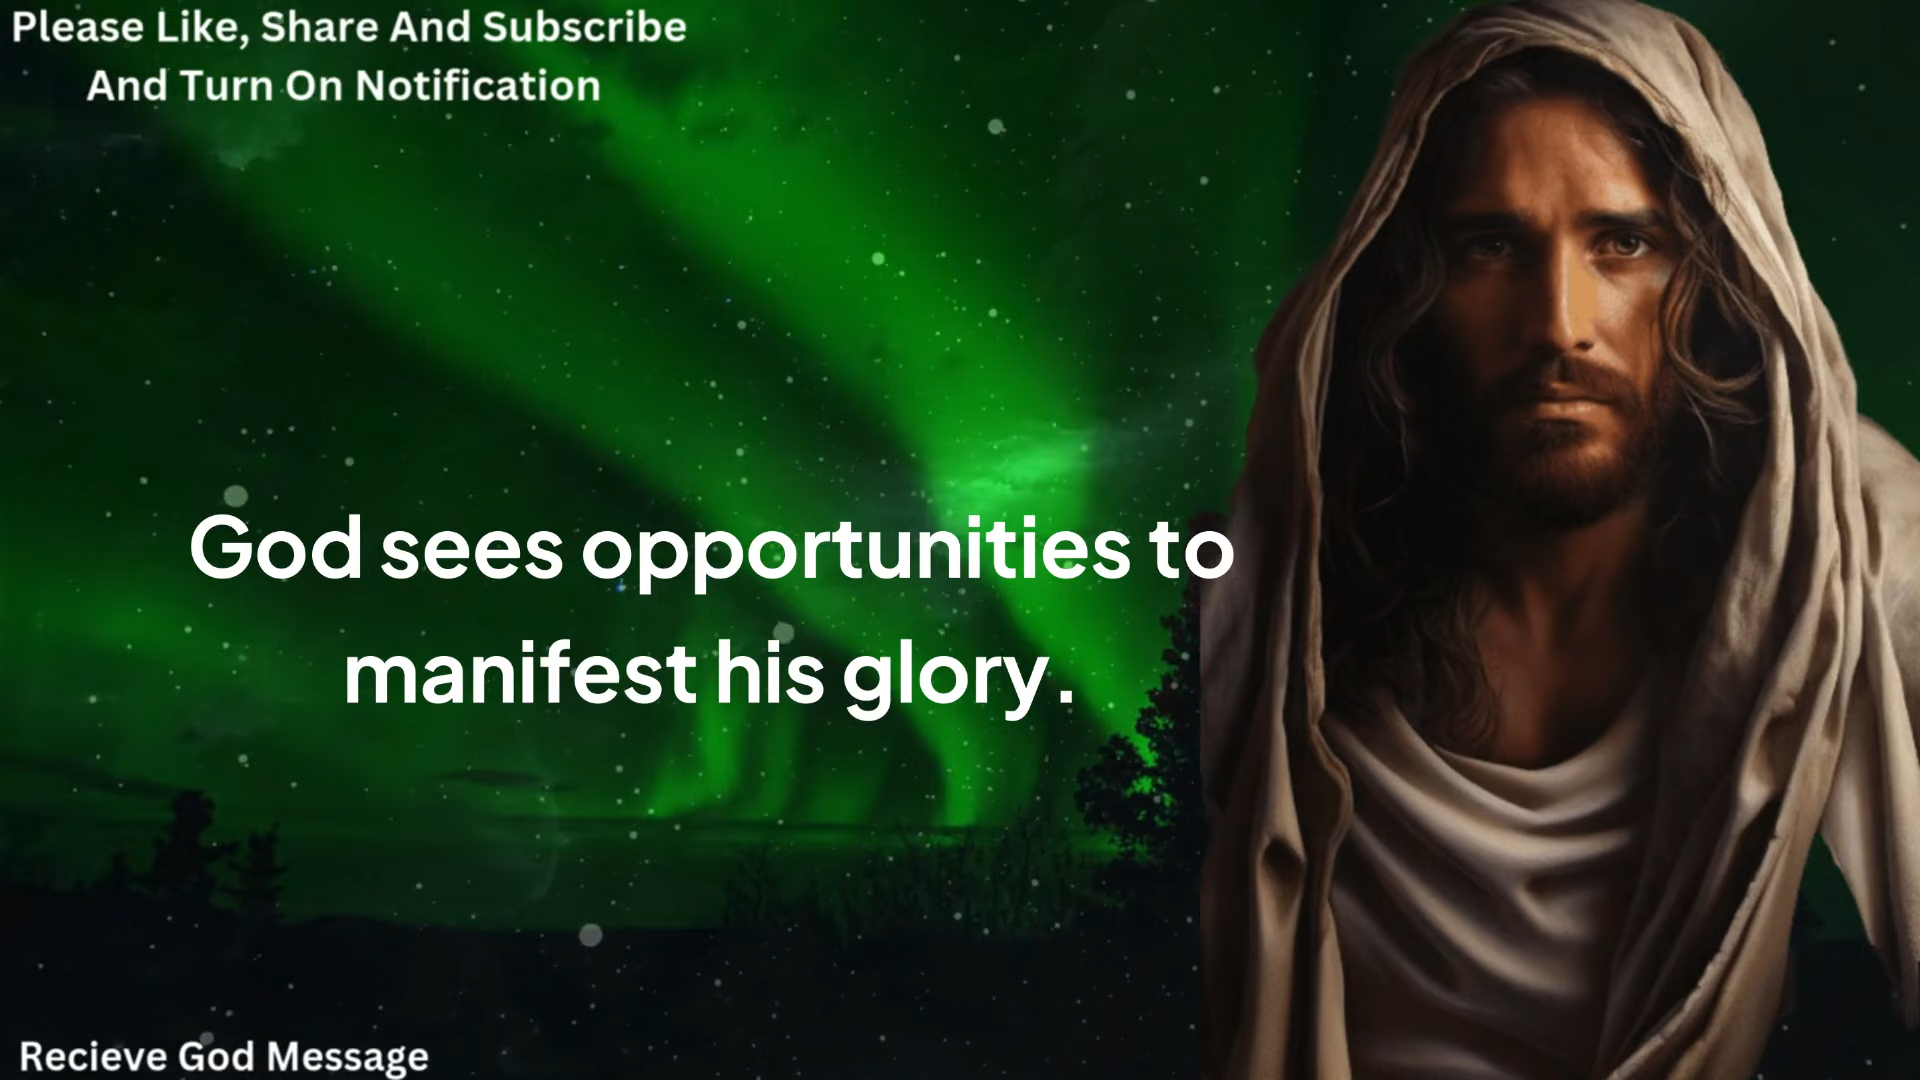 Please Like, Share And Subscribe
And Turn On Notification
God sees opportunities to
manifest his glory.
Recieve God Message